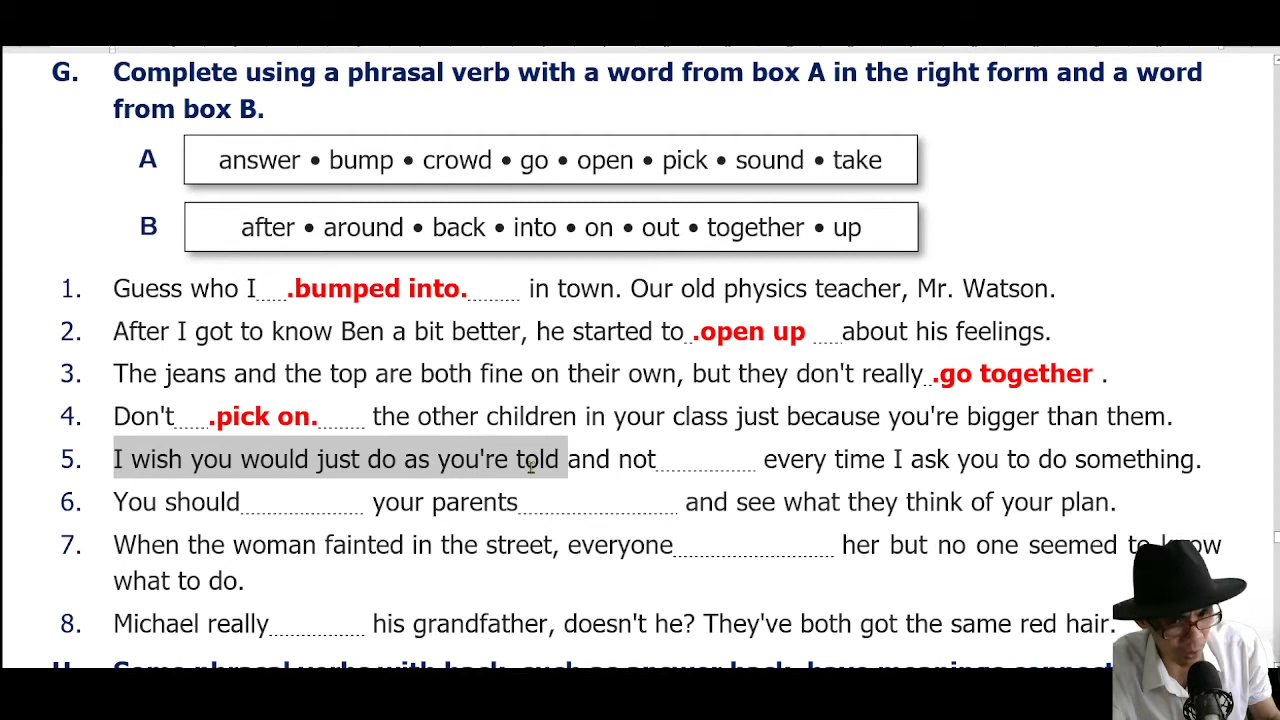 G. Complete using a phrasal verb with a word from box A in the right form and a word
from box B.
A answer • bump • crowd • go • open • pick • sound • take
B after • around • back • into • on • out • together • up
1. Guess who I .bumped into. in town. Our old physics teacher, Mr. Watson.
2. After I got to know Ben a bit better, he started to .open up about his feelings.
3. The jeans and the top are both fine on their own, but they don't really .go together .
4. Don't .pick on. the other children in your class just because you're bigger than them.
5. I wish you would just do as you're told and not every time I ask you to do something.
6. You should your parents and see what they think of your plan.
7. When the woman fainted in the street, everyone her but no one seemed to know
what to do.
8. Michael really his grandfather, doesn't he? They've both got the same red hair.